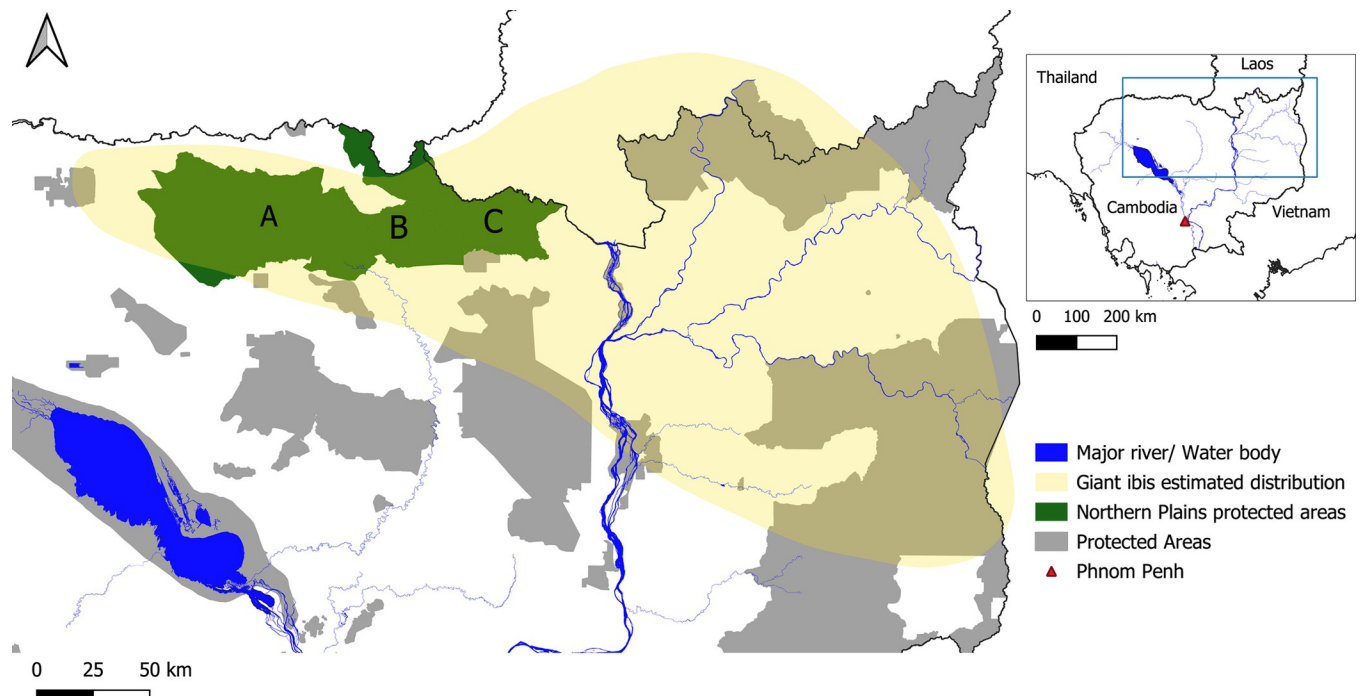 A
B
C
0 25 50 km
Thailand
Laos
Cambodia
Vietnam
0 100 200 km
Major river/ Water body
Giant ibis estimated distribution
Northern Plains protected areas
Protected Areas
Phnom Penh